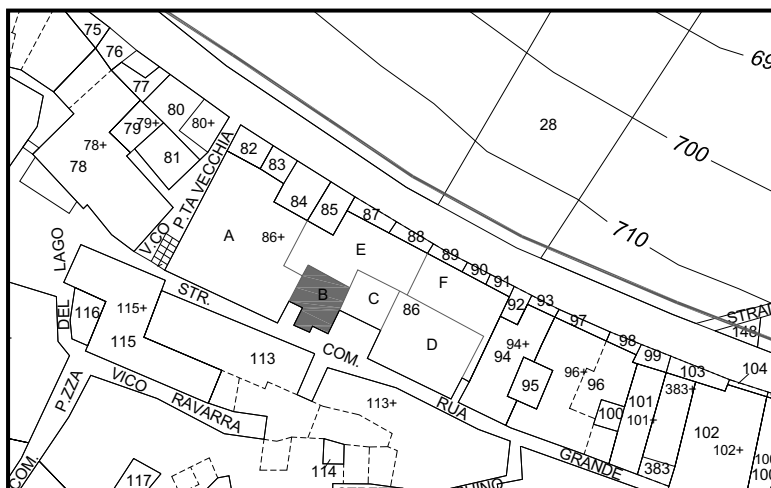 75
76
77
69
80
79
79+
80+
28
78+
78
81
700
P.TA VECCHIA
V.CO
82
83
84
85
87
88
710
A
86+
E
89
90
91
F
LAGO
DEL
STR.
B
C
86
92
93
97
98
99
STRA
148
115+
116
115
COM.
D
94+
94
95
96+
96
100
103
104
383+
101
101+
102
102+
113
P.ZZA
VICO
RAVARRA
113+
RUA
GRANDE
383
COM.
117
114